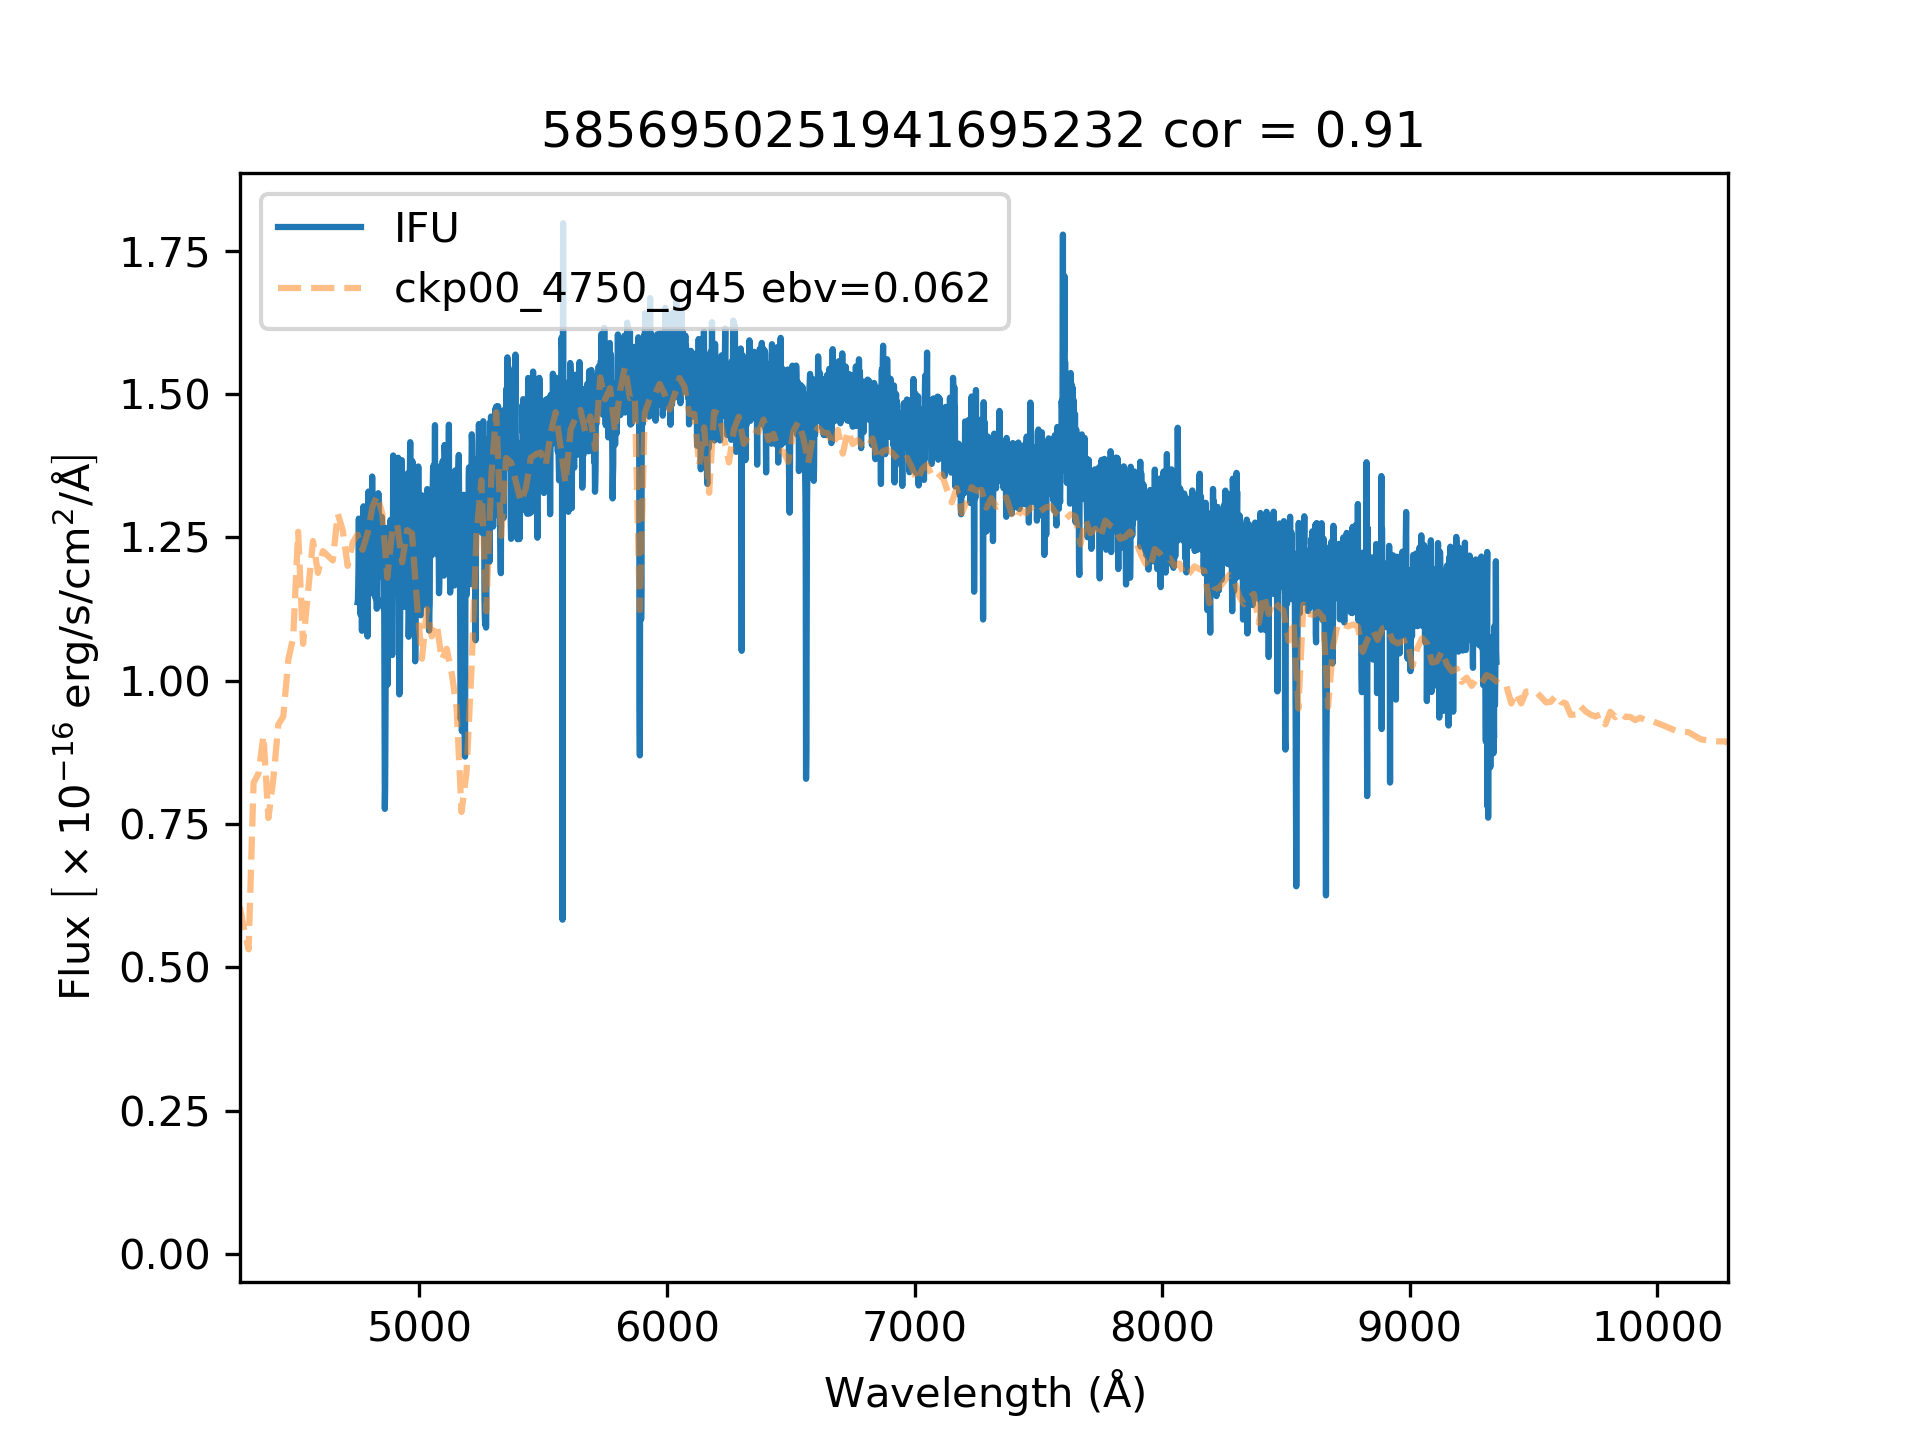 5856950251941695232 cor = 0.91
IFU
ckp00_4750_g45 ebv=0.062
Flux [×10⁻¹⁶ erg/s/cm²/Å]
1.75
1.50
1.25
1.00
0.75
0.50
0.25
0.00
5000 6000 7000 8000 9000 10000
Wavelength (Å)